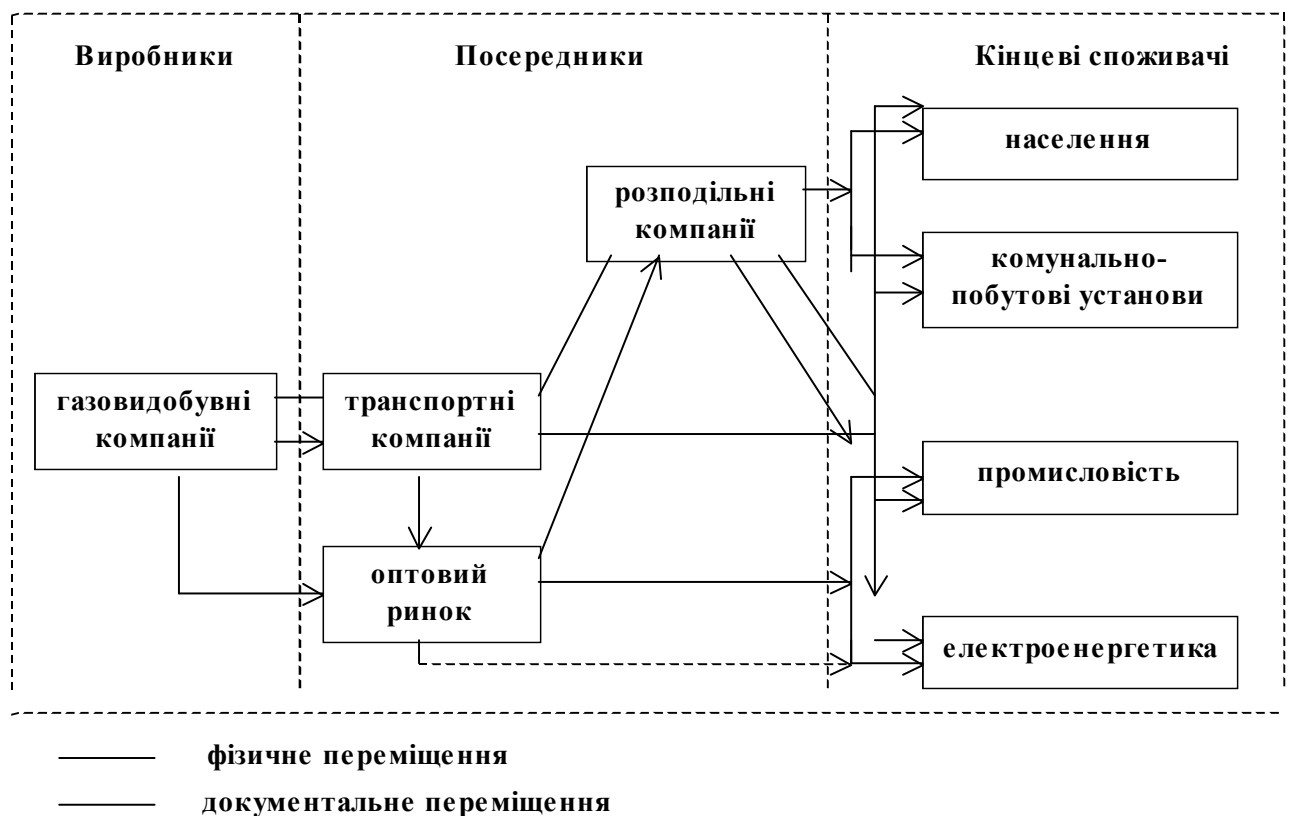 Виробники
Посередники
Кінцеві споживачі
населення
розподільні
компанії
комунально-
побутові установи
газовидобувні
компанії
транспортні
компанії
промисловість
оптовий
ринок
електроенергетика
фізичне переміщення
документальне переміщення